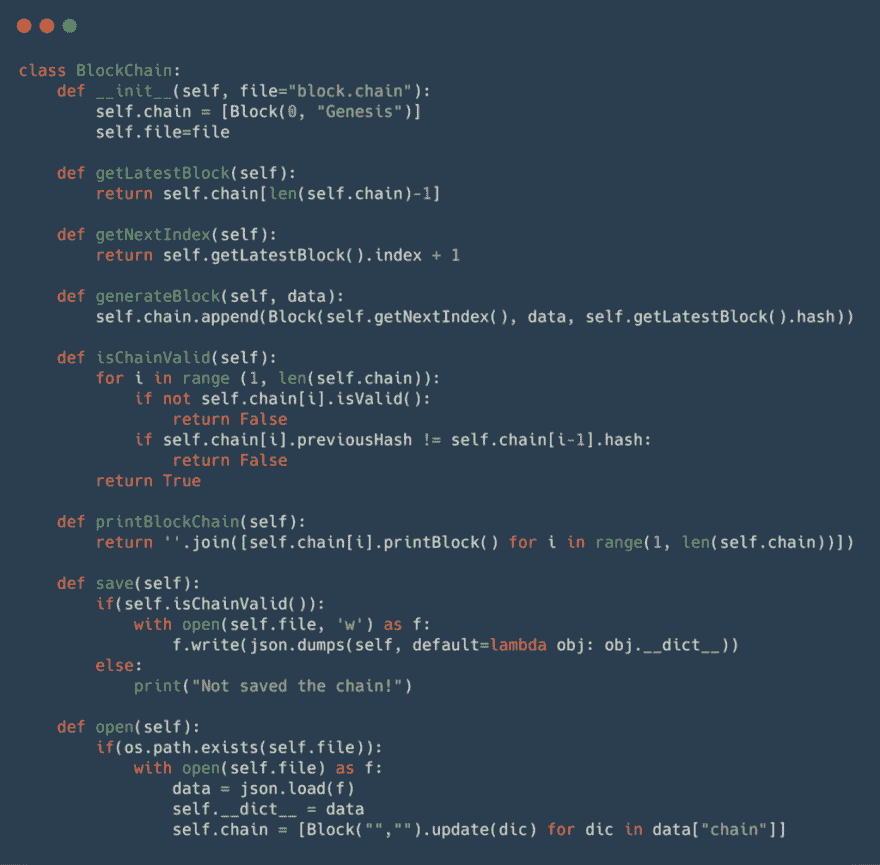 class BlockChain:
    def __init__(self, file="block.chain"):
        self.chain = [Block(0, "Genesis")]
        self.file=file

    def getLatestBlock(self):
        return self.chain[len(self.chain)-1]

    def getNextIndex(self):
        return self.getLatestBlock().index + 1

    def generateBlock(self, data):
        self.chain.append(Block(self.getNextIndex(), data, self.getLatestBlock().hash))

    def isChainValid(self):
        for i in range (1, len(self.chain)):
            if not self.chain[i].isValid():
                return False
            if self.chain[i].previousHash != self.chain[i-1].hash:
                return False
        return True

    def printBlockChain(self):
        return ''.join([self.chain[i].printBlock() for i in range(1, len(self.chain))])

    def save(self):
        if(self.isChainValid()):
            with open(self.file, 'w') as f:
                f.write(json.dumps(self, default=lambda obj: obj.__dict__))
        else:
            print("Not saved the chain!")

    def open(self):
        if(os.path.exists(self.file)):
            with open(self.file) as f:
                data = json.load(f)
                self.__dict__ = data
                self.chain = [Block("","").update(dic) for dic in data["chain"]]